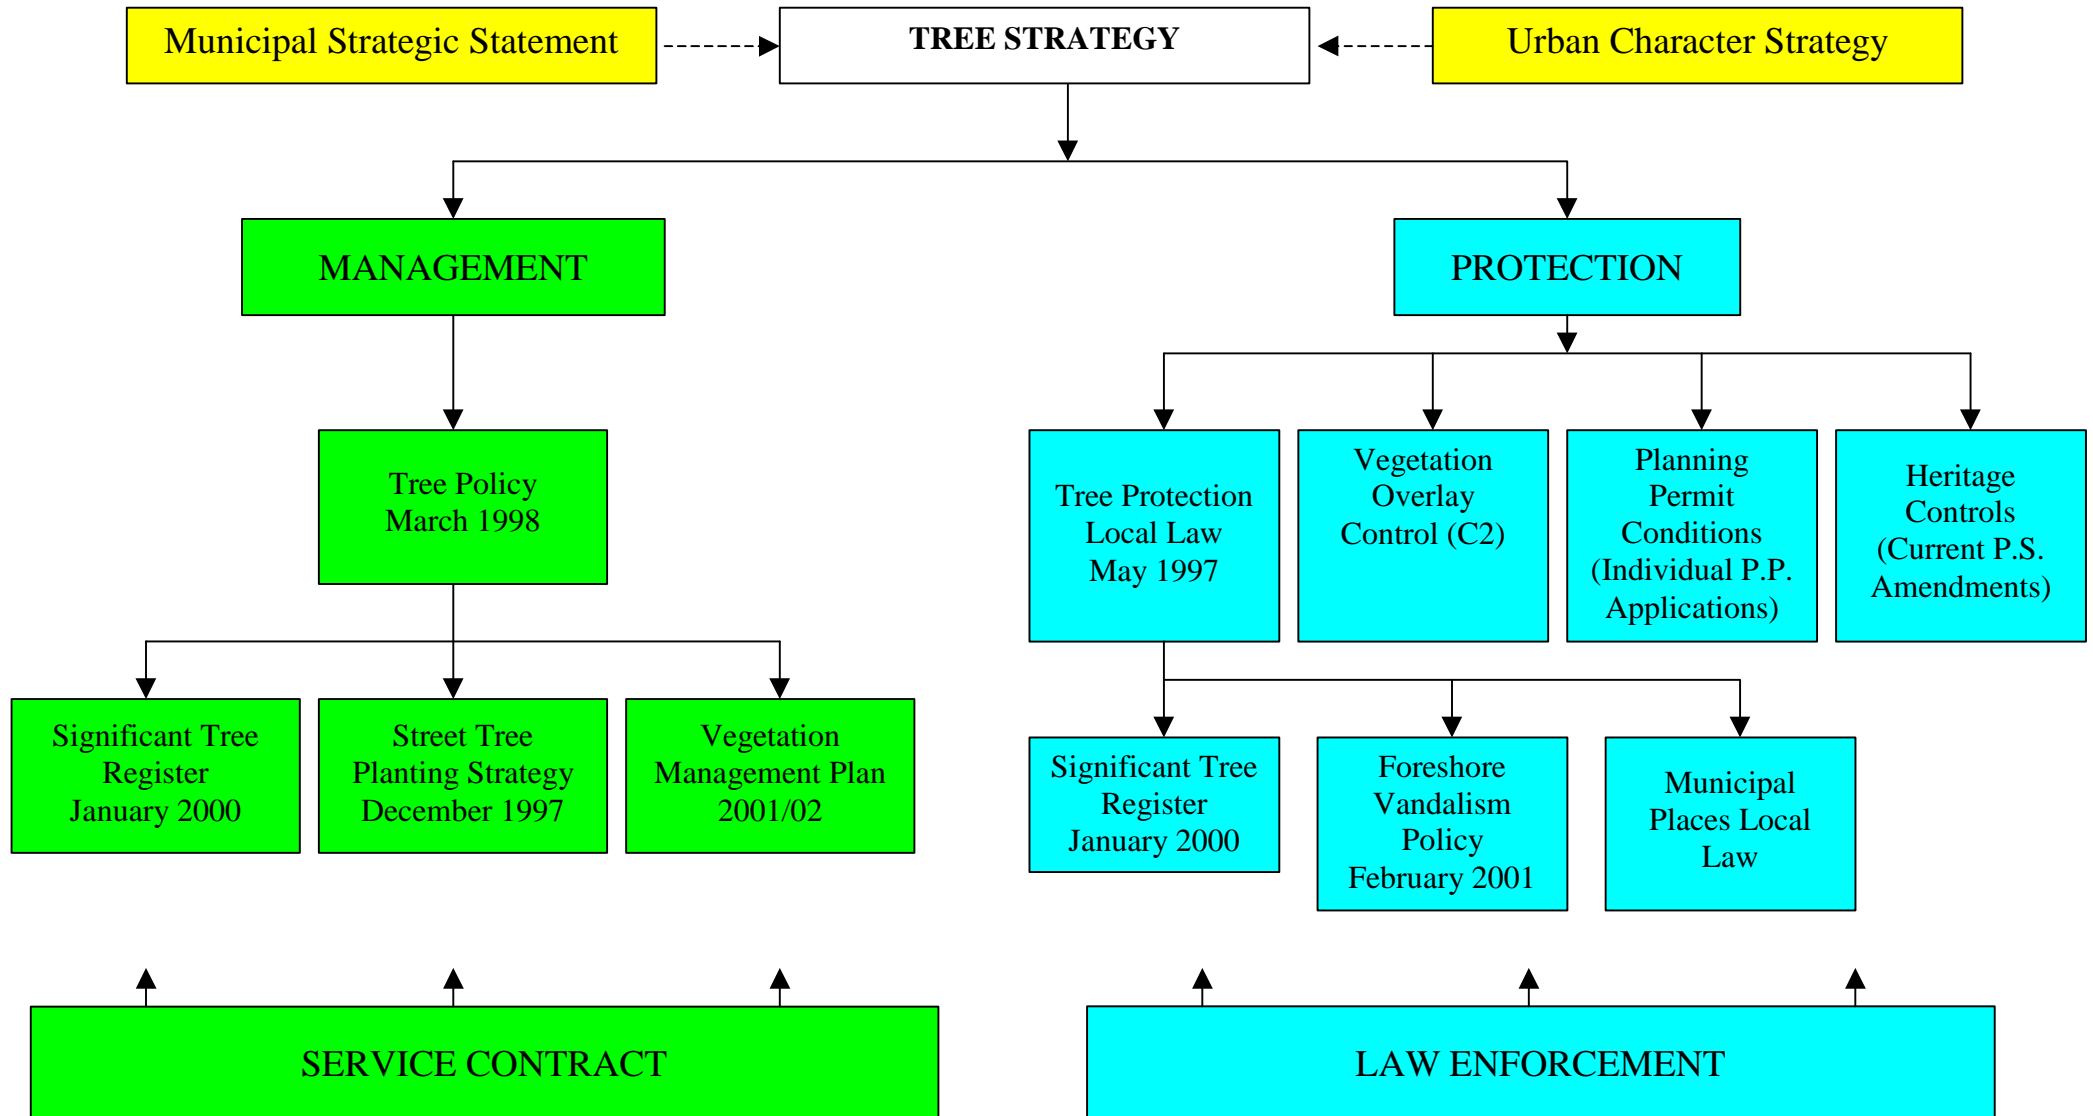 Municipal Strategic Statement
TREE STRATEGY
Urban Character Strategy
MANAGEMENT
PROTECTION
Tree Policy
March 1998
Tree Protection
Local Law
May 1997
Vegetation
Overlay
Control (C2)
Planning
Permit
Conditions
(Individual P.P.
Applications)
Heritage
Controls
(Current P.S.
Amendments)
Significant Tree
Register
January 2000
Street Tree
Planting Strategy
December 1997
Vegetation
Management Plan
2001/02
Significant Tree
Register
January 2000
Foreshore
Vandalism
Policy
February 2001
Municipal
Places Local
Law
SERVICE CONTRACT
LAW ENFORCEMENT